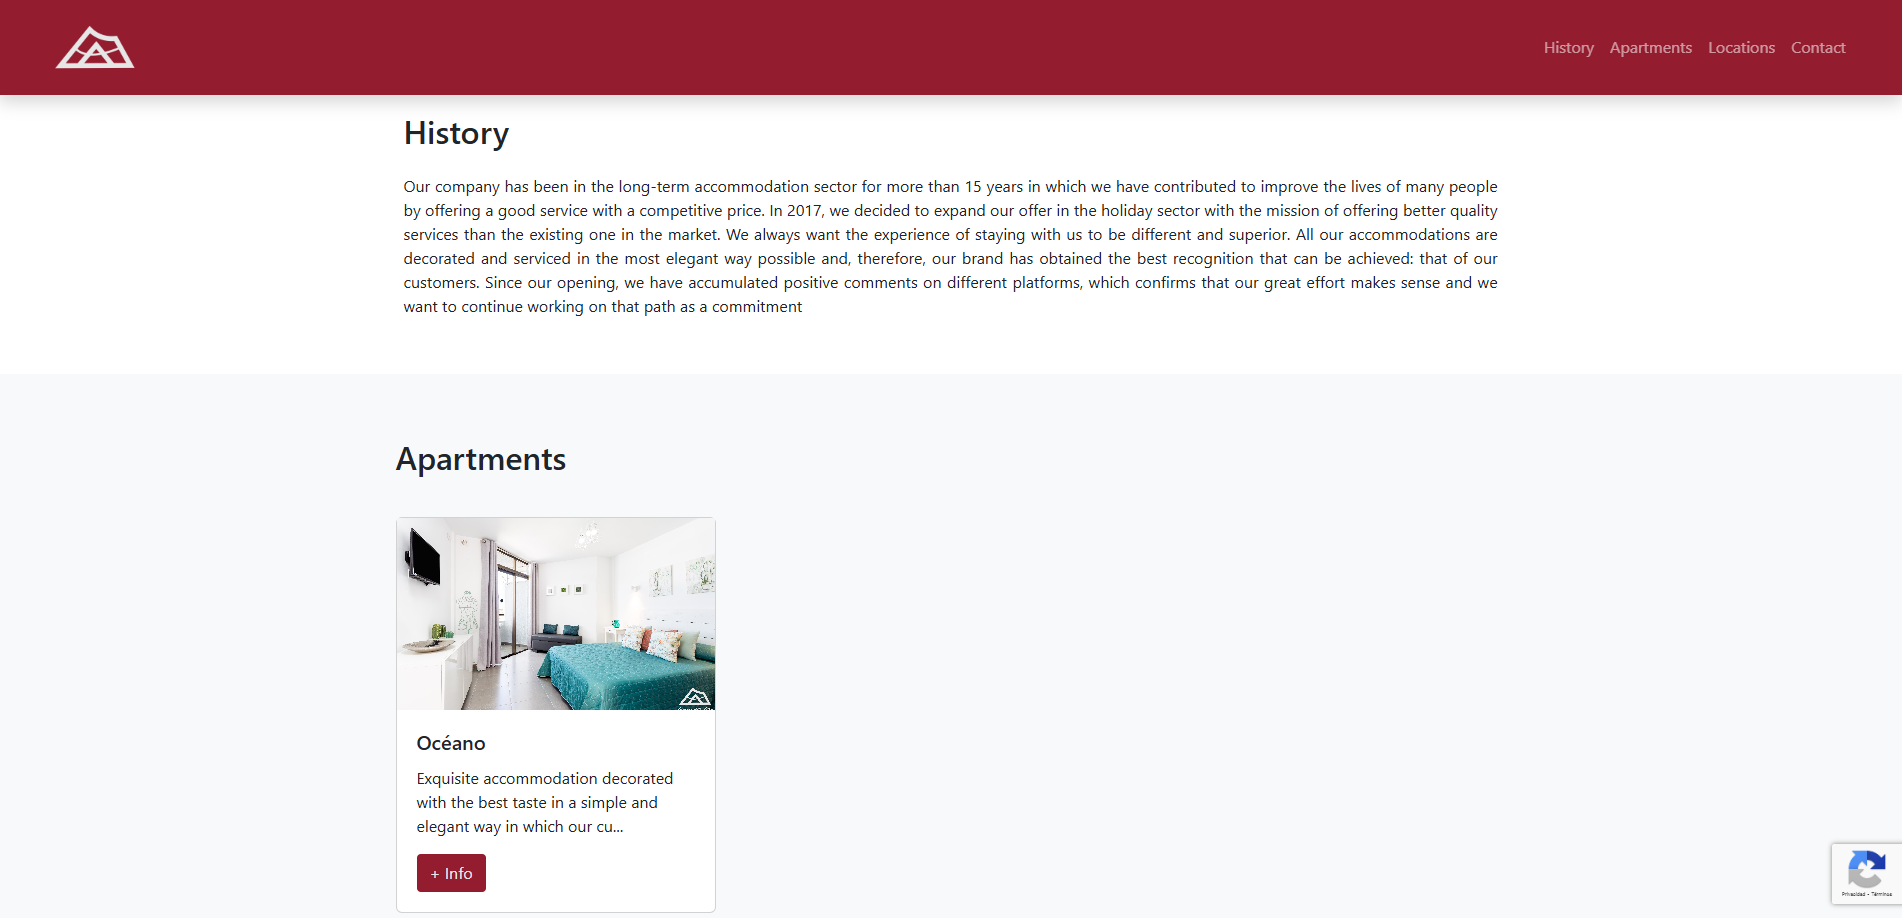 History Apartments Locations Contact
History
Our company has been in the long-term accommodation sector for more than 15 years in which we have contributed to improve the lives of many people
by offering a good service with a competitive price. In 2017, we decided to expand our offer in the holiday sector with the mission of offering better quality
services than the existing one in the market. We always want the experience of staying with us to be different and superior. All our accommodations are
decorated and serviced in the most elegant way possible and, therefore, our brand has obtained the best recognition that can be achieved: that of our
customers. Since our opening, we have accumulated positive comments on different platforms, which confirms that our great effort makes sense and we
want to continue working on that path as a commitment
Apartments
Océano
Exquisite accommodation decorated
with the best taste in a simple and
elegant way in which our cu...
+ Info
Privacidad - Términos